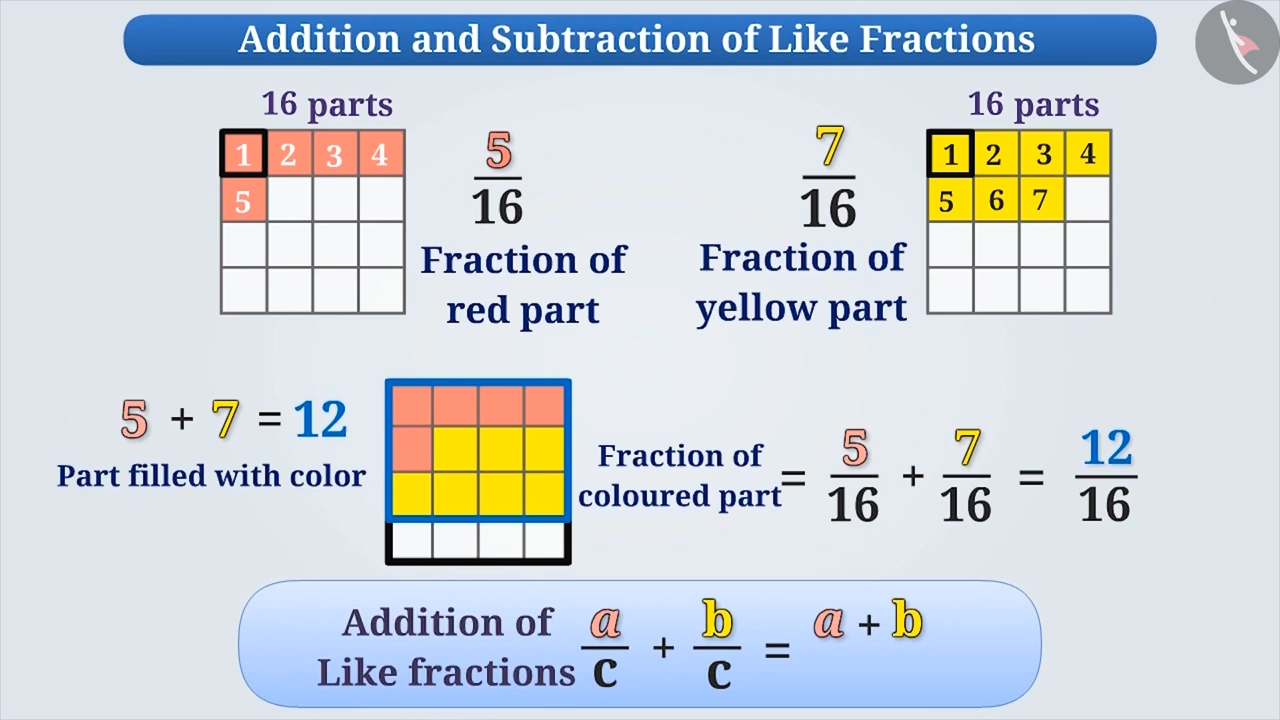 Addition and Subtraction of Like Fractions
16 parts
1 2 3 4
5
5/16
Fraction of
red part
7/16
Fraction of
yellow part
16 parts
1 2 3 4
5 6 7
5 + 7 = 12
Part filled with color
Fraction of
coloured part = 5/16 + 7/16 = 12/16
Addition of
Like fractions a/c + b/c = a + b